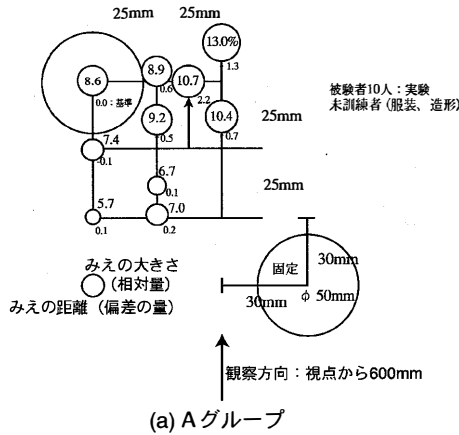 25mm 25mm
13.0%
1.3
8.9
0.6
8.6
0.0:基準
10.7
2.2
被験者10人:実験
未訓練者(服装、造形)
9.2
0.5
10.4
0.7
25mm
7.4
-0.1
6.7
0.1
25mm
5.7
0.1
7.0
0.2
みえの大きさ
(相対量)
みえの距離(偏差の量)
固定
30mm
30mm
φ 50mm
観察方向:視点から600mm
(a) Aグループ